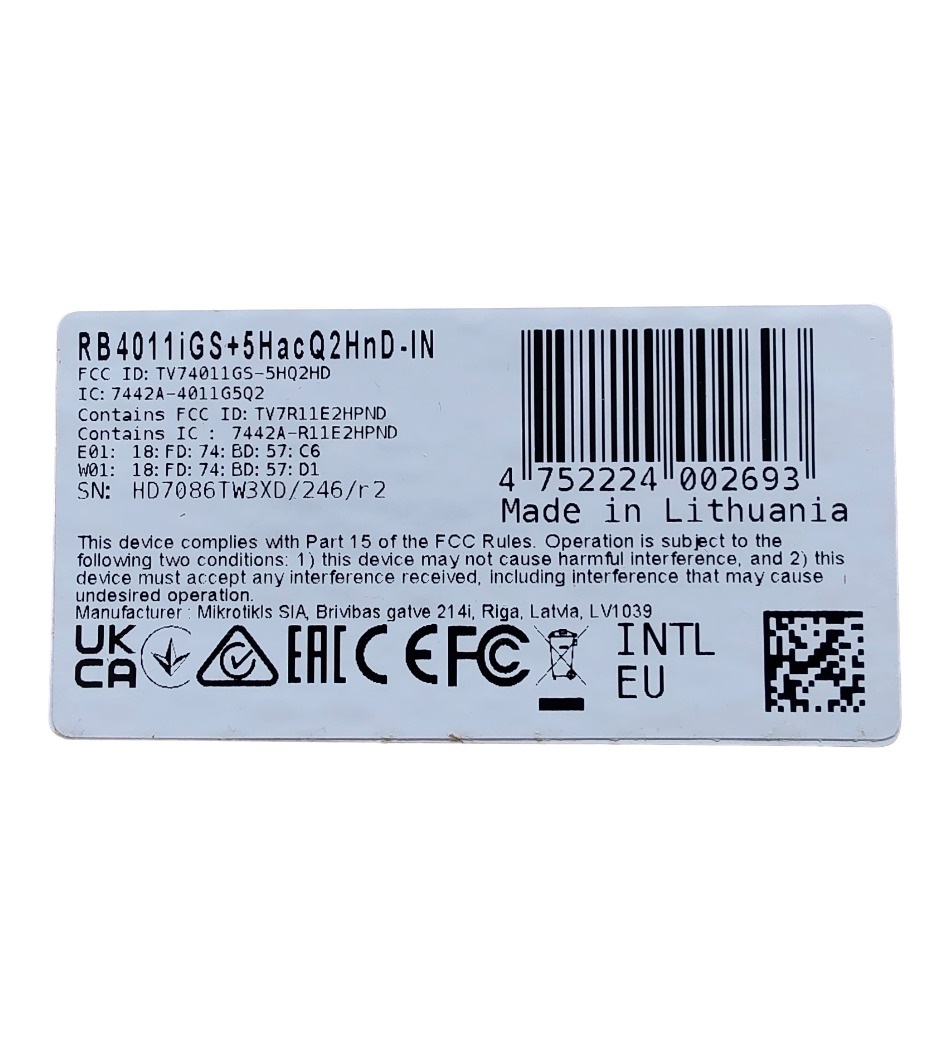 RB4011iGS+5HacQ2HnD-IN
FCC ID: TV74011GS-5HQ2HD
IC: 7442A-4011G5Q2
Contains FCC ID: TV7R11E2HPND
Contains IC : 7442A-R11E2HPND
E01: 18:FD:74:BD:57:C6
W01: 18:FD:74:BD:57:D1
SN: HD7086TW3XD/246/r2
4 752224 002693
Made in Lithuania
This device complies with Part 15 of the FCC Rules. Operation is subject to the
following two conditions: 1) this device may not cause harmful interference, and 2) this
device must accept any interference received, including interference that may cause
undesired operation.
Manufacturer : Mikrotikls SIA, Brivibas gatve 214i, Riga, Latvia, LV1039
UK
CA
EAC CE FC
INTL
EU